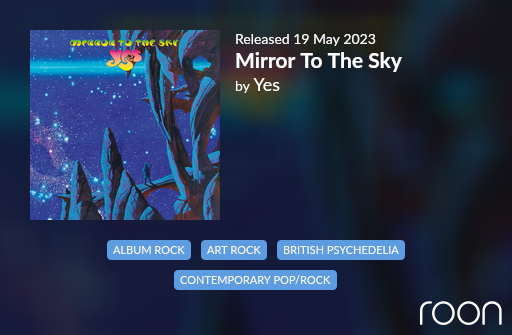 MIRROR TO THE SKY
YES
Released 19 May 2023
Mirror To The Sky
by Yes
ALBUM ROCK
ART ROCK
BRITISH PSYCHEDELIA
CONTEMPORARY POP/ROCK
roon